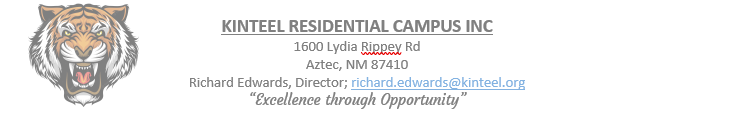 KINTEEL RESIDENTIAL CAMPUS INC
1600 Lydia Rippey Rd
Aztec, NM 87410
Richard Edwards, Director; richard.edwards@kinteel.org
“Excellence through Opportunity”